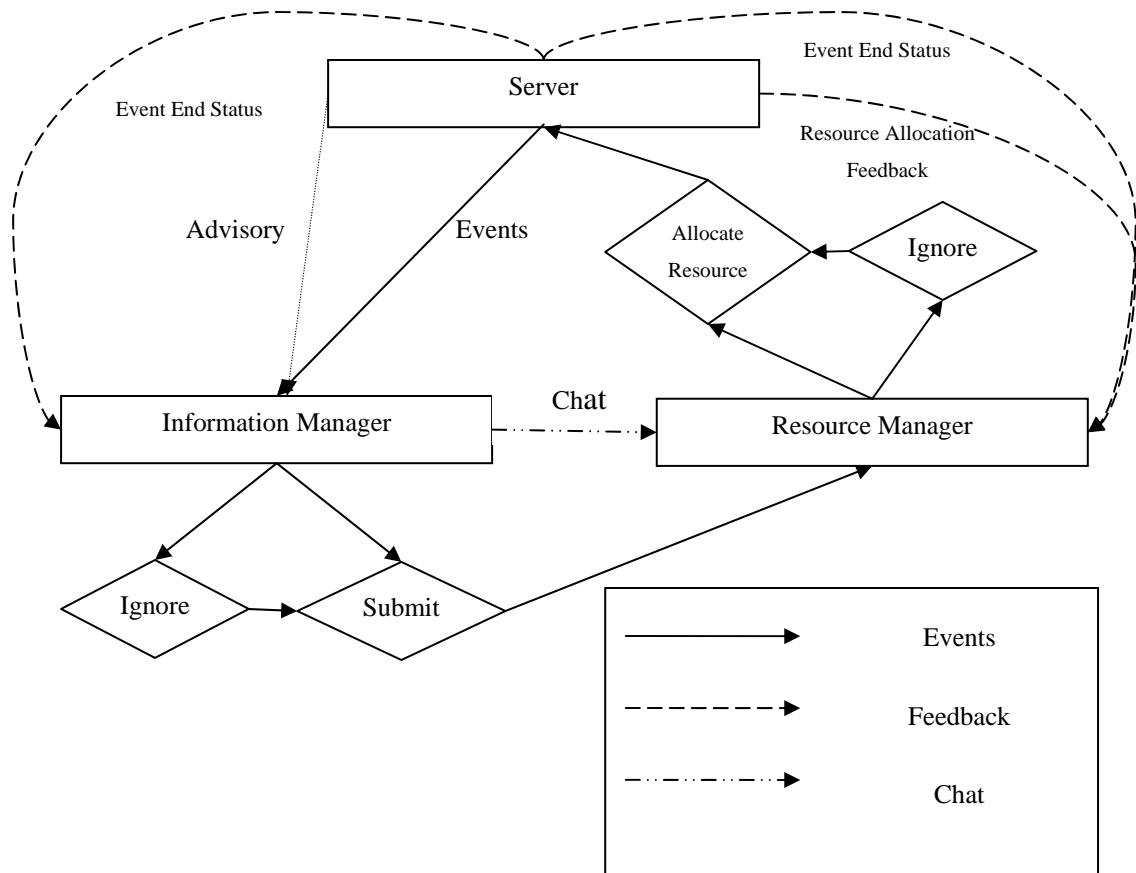 Event End Status
Server
Event End Status
Resource Allocation
Feedback
Advisory
Events
Allocate
Resource
Ignore
Chat
Information Manager
Resource Manager
Ignore
Submit
Events
Feedback
Chat